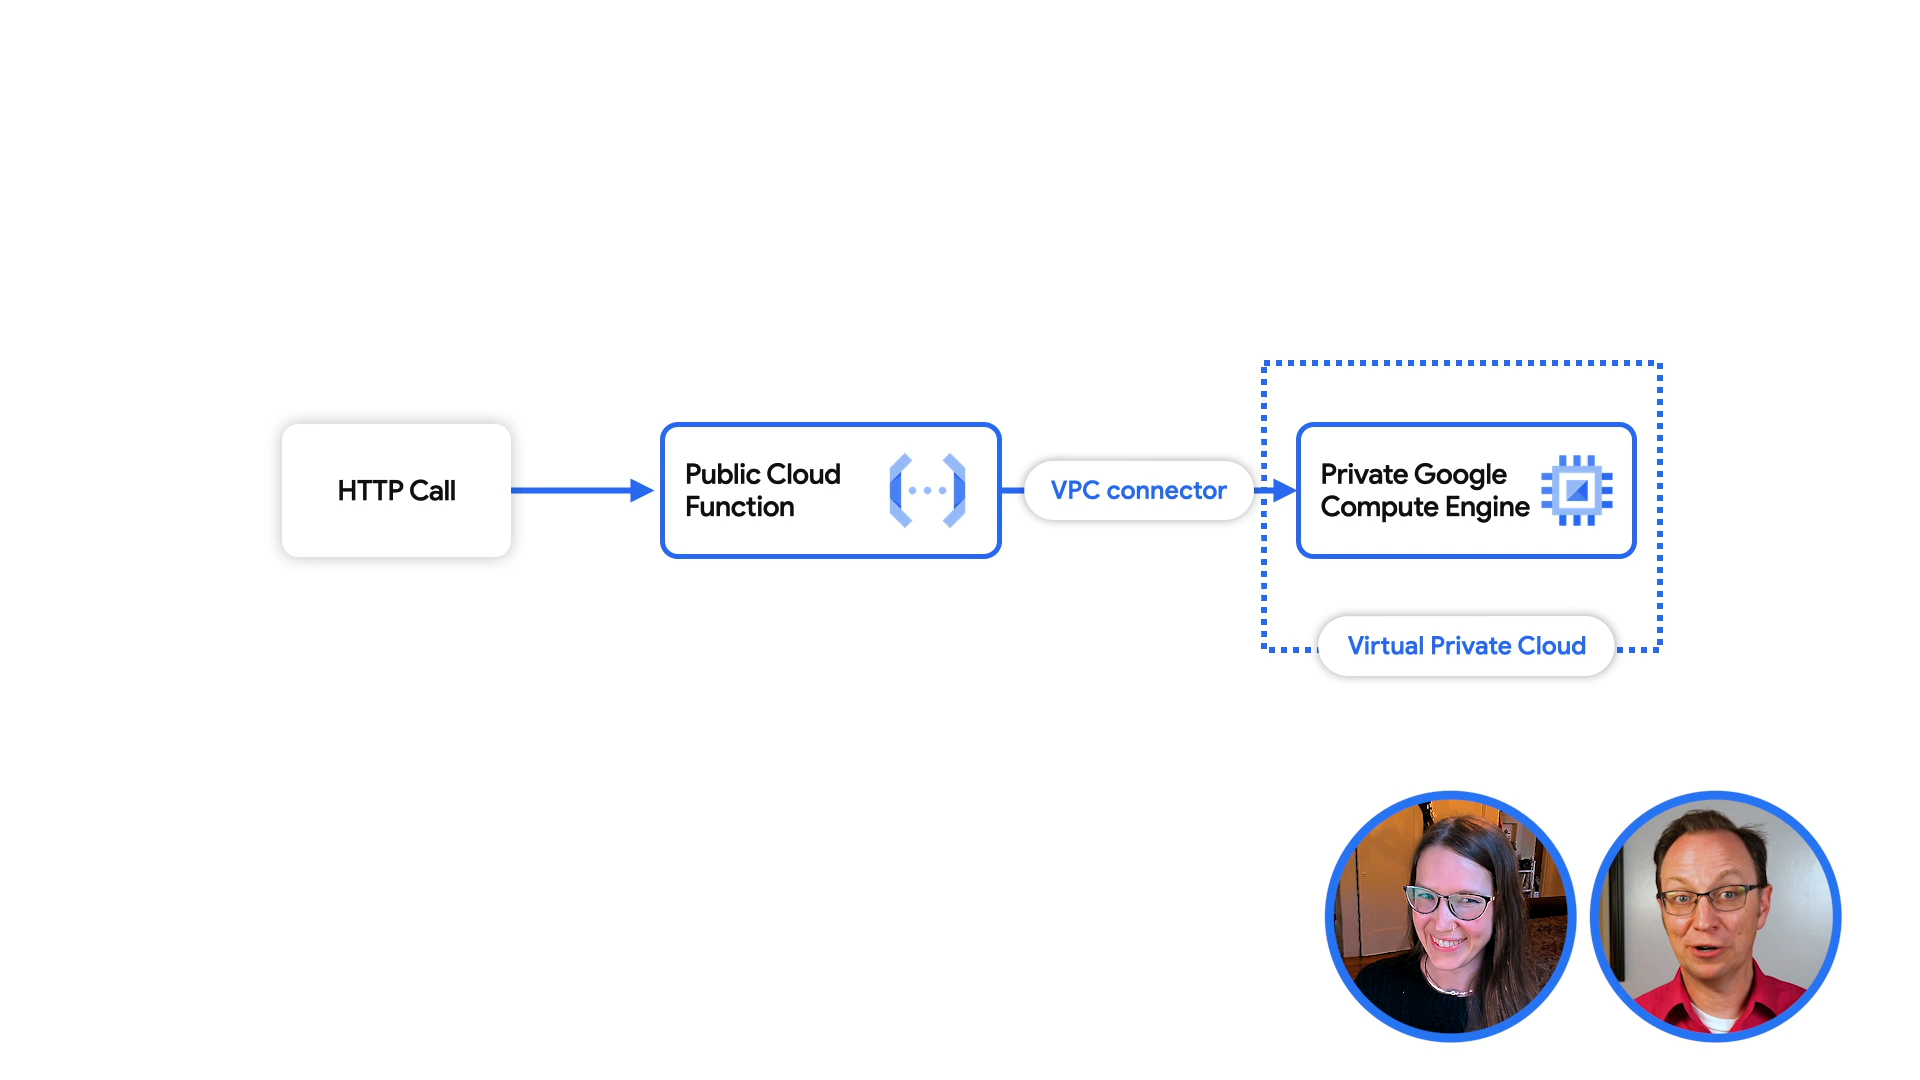 HTTP Call
Public Cloud
Function
VPC connector
Private Google
Compute Engine
Virtual Private Cloud